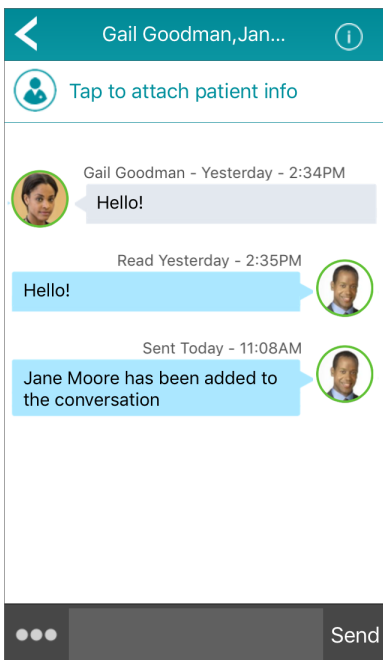 Gail Goodman,Jan...
Tap to attach patient info
Gail Goodman - Yesterday - 2:34PM
Hello!
Read Yesterday - 2:35PM
Hello!
Sent Today - 11:08AM
Jane Moore has been added to
the conversation
Send